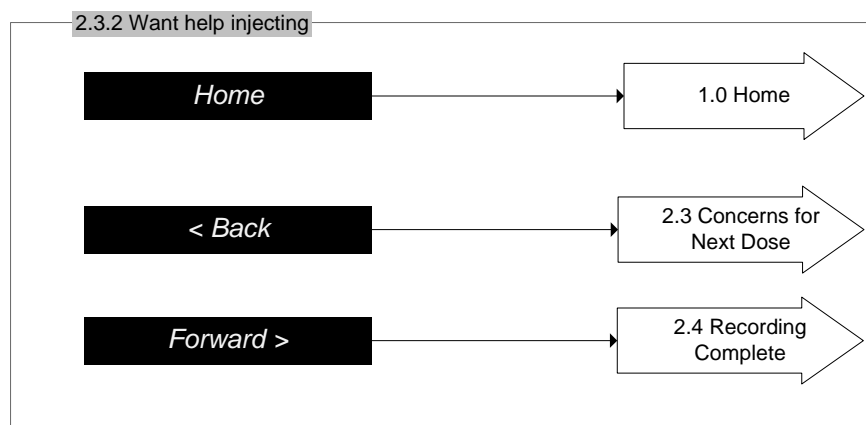 2.3.2 Want help injecting
Home
1.0 Home
< Back
2.3 Concerns for
Next Dose
Forward >
2.4 Recording
Complete